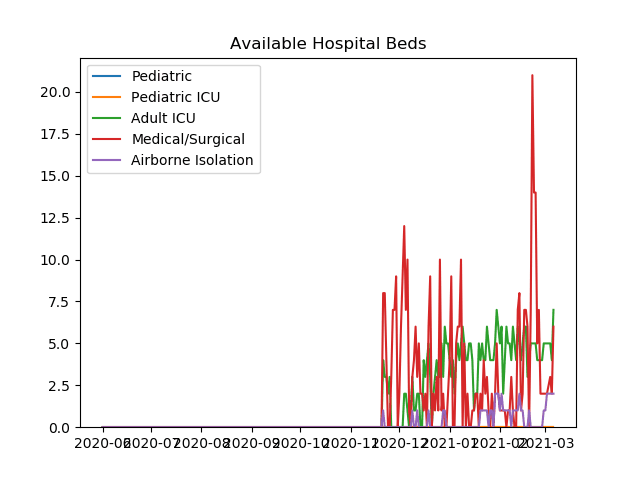 Available Hospital Beds
Pediatric
Pediatric ICU
Adult ICU
Medical/Surgical
Airborne Isolation
20.0
17.5
15.0
12.5
10.0
7.5
5.0
2.5
0.0
2020-06 2020-07 2020-08 2020-09 2020-10 2020-11 2020-12 2021-01 2021-02 2021-03